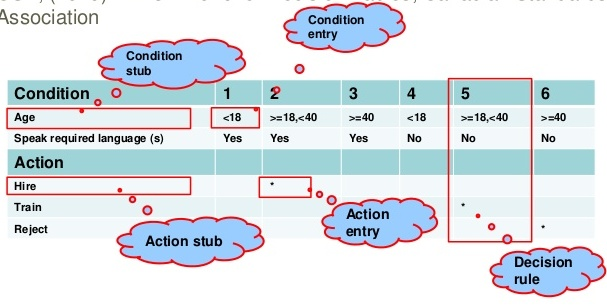 Association
Condition entry
Condition stub
Condition 1 2 3 4 5 6
Age <18 >=18,<40 >=40 <18 >=18,<40 >=40
Speak required language (s) Yes Yes Yes No No No
Action
Hire *
Train *
Reject *
Action stub
Action entry
Decision rule